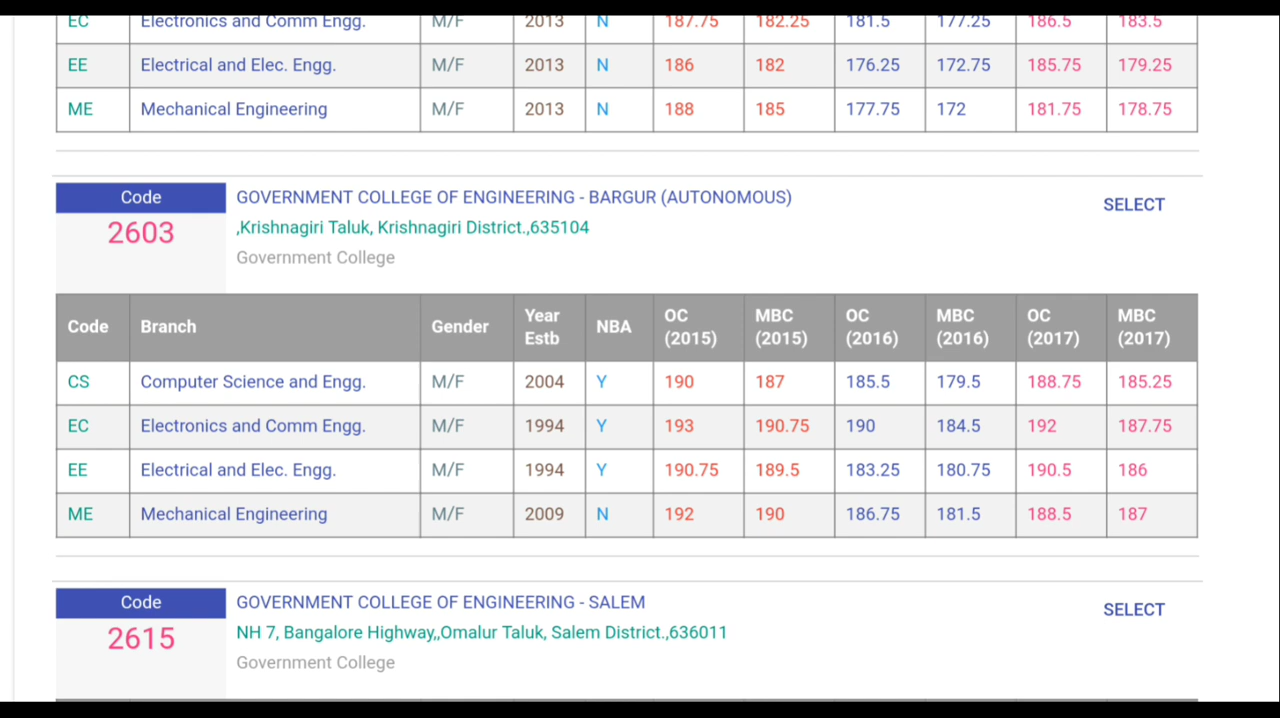 EC Electronics and Comm Engg. M/F 2013 N 187.75 182.25 181.5 177.25 186.5 183.5
EE Electrical and Elec. Engg. M/F 2013 N 186 182 176.25 172.75 185.75 179.25
ME Mechanical Engineering M/F 2013 N 188 185 177.75 172 181.75 178.75
Code GOVERNMENT COLLEGE OF ENGINEERING - BARGUR (AUTONOMOUS) SELECT
2603 ,Krishnagiri Taluk, Krishnagiri District.,635104
Government College
Code Branch Gender Year Estb NBA OC (2015) MBC (2015) OC (2016) MBC (2016) OC (2017) MBC (2017)
CS Computer Science and Engg. M/F 2004 Y 190 187 185.5 179.5 188.75 185.25
EC Electronics and Comm Engg. M/F 1994 Y 193 190.75 190 184.5 192 187.75
EE Electrical and Elec. Engg. M/F 1994 Y 190.75 189.5 183.25 180.75 190.5 186
ME Mechanical Engineering M/F 2009 N 192 190 186.75 181.5 188.5 187
Code GOVERNMENT COLLEGE OF ENGINEERING - SALEM SELECT
2615 NH 7, Bangalore Highway,,Omalur Taluk, Salem District.,636011
Government College